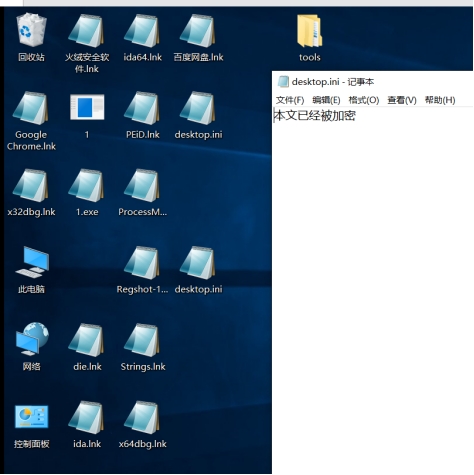 回收站
火绒安全软件.lnk
ida64.lnk
百度网盘.lnk
tools
Google Chrome.lnk
1
PEiD.lnk
desktop.ini
x32dbg.lnk
1.exe
ProcessM...
此电脑
Regshot-1...
desktop.ini
网络
die.lnk
Strings.lnk
控制面板
ida.lnk
x64dbg.lnk
desktop.ini - 记事本
文件(F) 编辑(E) 格式(O) 查看(V) 帮助(H)
本文已经被加密